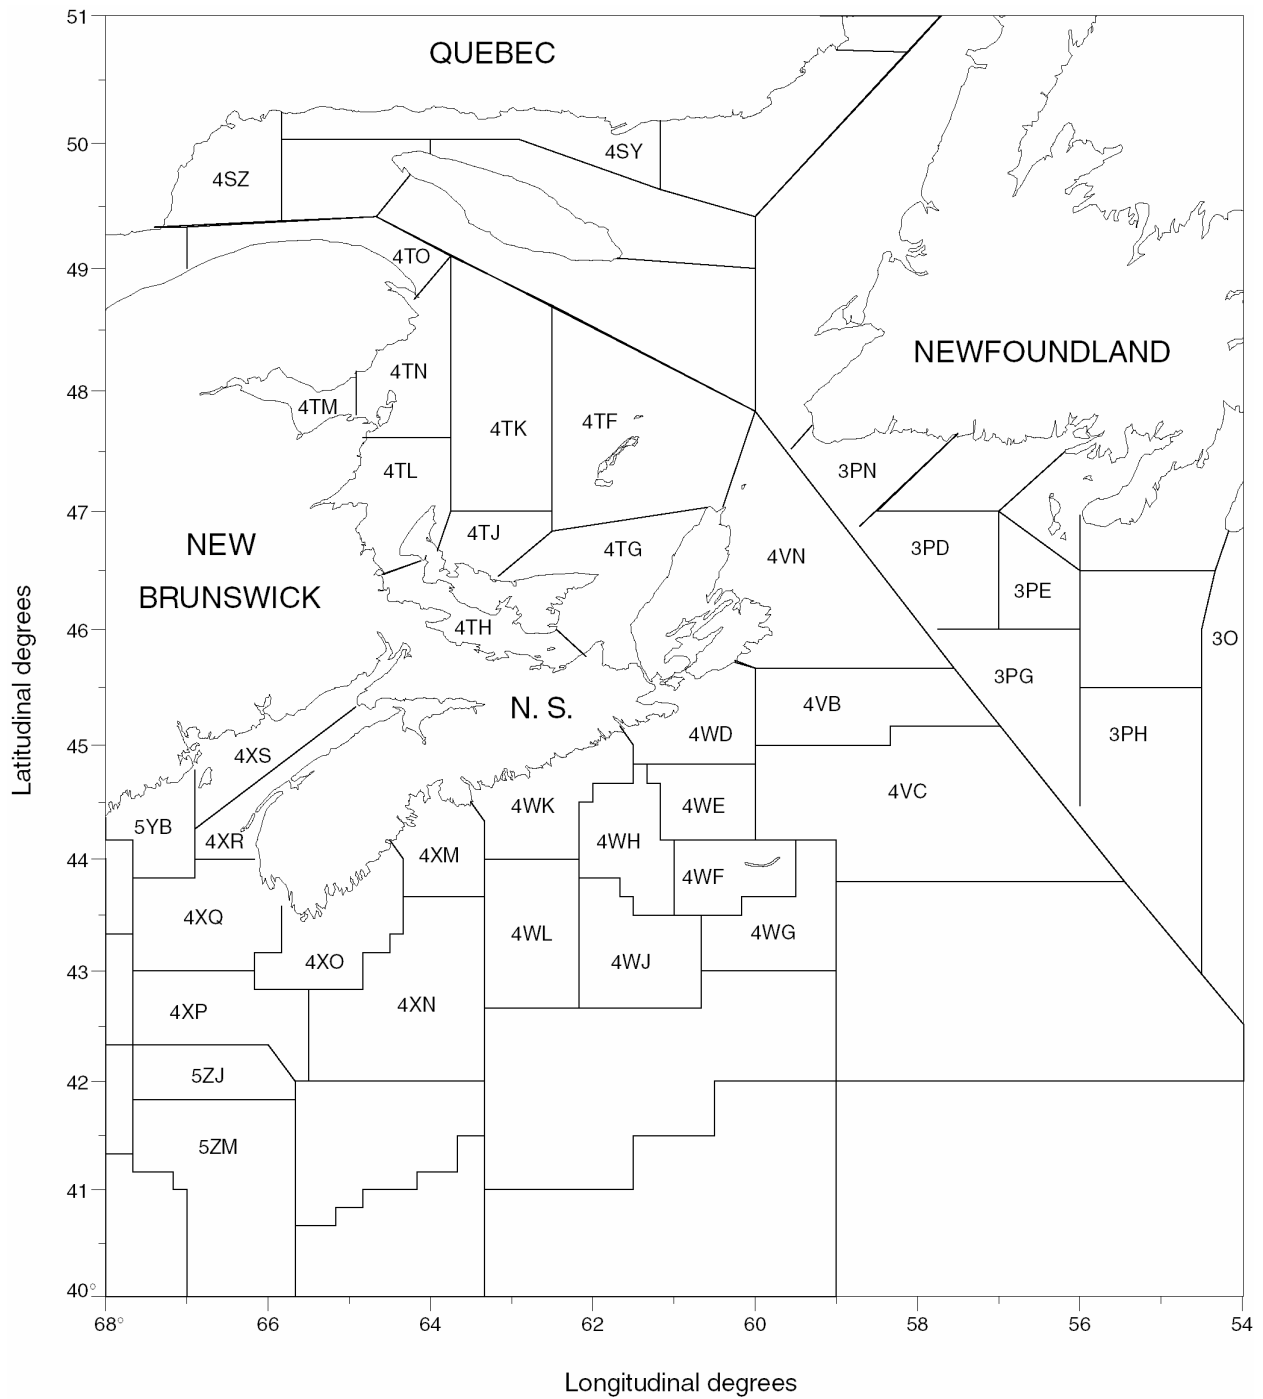 51
QUEBEC
50
4SY
4SZ
49
4TO
NEWFOUNDLAND
4TN
48
4TM
4TK
4TF
4TL
3PN
47
4TJ
NEW
4TG
4VN
3PD
BRUNSWICK
3PE
46
4TH
3O
3PG
N. S.
4VB
45
4XS
4WD
3PH
4VC
4WK
4WE
5YB
4XR
4WH
44
4XM
4WF
4XQ
4WL
4WG
43
4XO
4WJ
4XP
4XN
42
5ZJ
5ZM
41
40°
68°
66
64
62
60
58
56
54
Latitudinal degrees
Longitudinal degrees